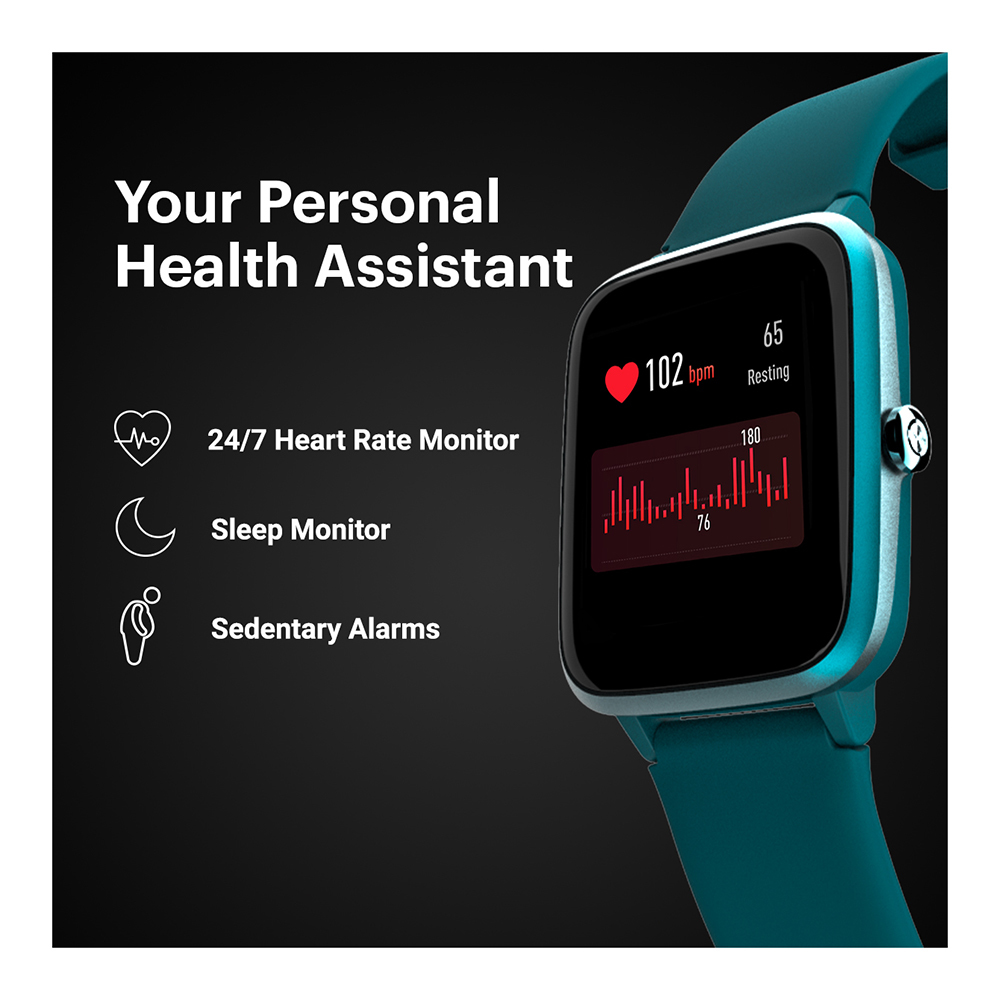 Your Personal
Health Assistant
24/7 Heart Rate Monitor
Sleep Monitor
Sedentary Alarms
102 bpm
65
Resting
180
76